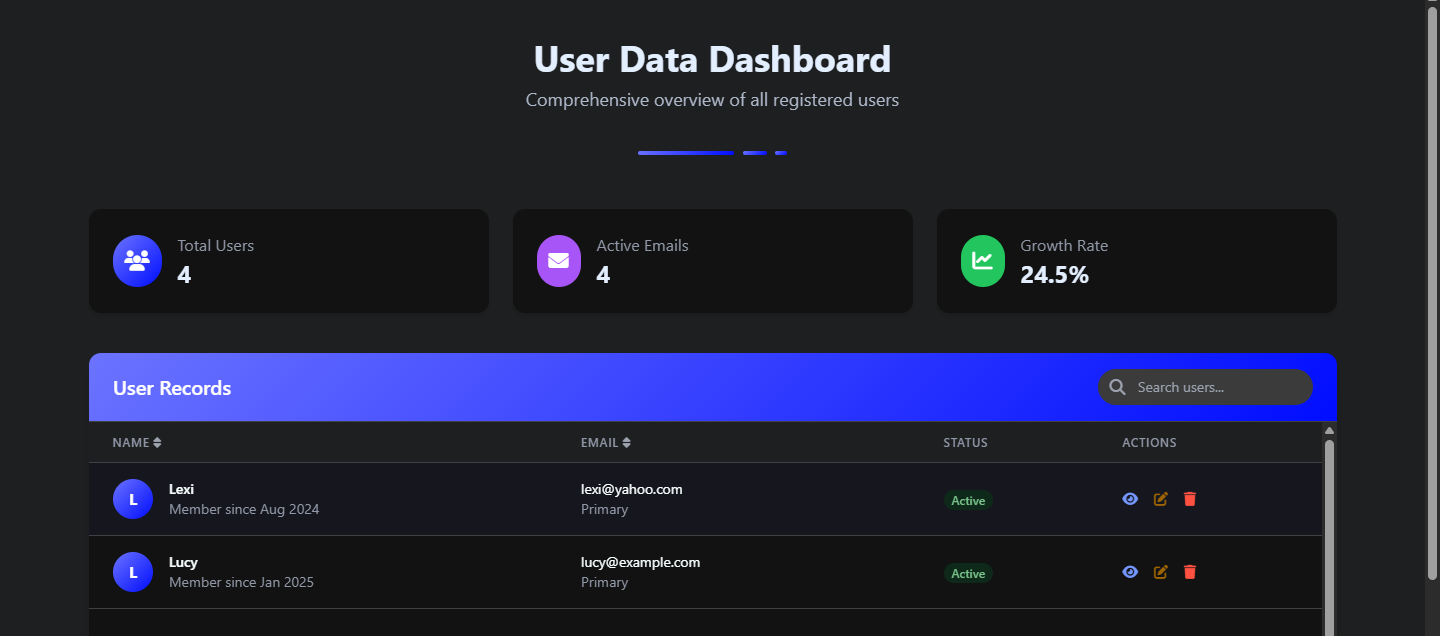 User Data Dashboard
Comprehensive overview of all registered users
Total Users
4
Active Emails
4
Growth Rate
24.5%
User Records
Search users...
NAME EMAIL STATUS ACTIONS
L
Lexi
Member since Aug 2024
lexi@yahoo.com
Primary
Active
L
Lucy
Member since Jan 2025
lucy@example.com
Primary
Active